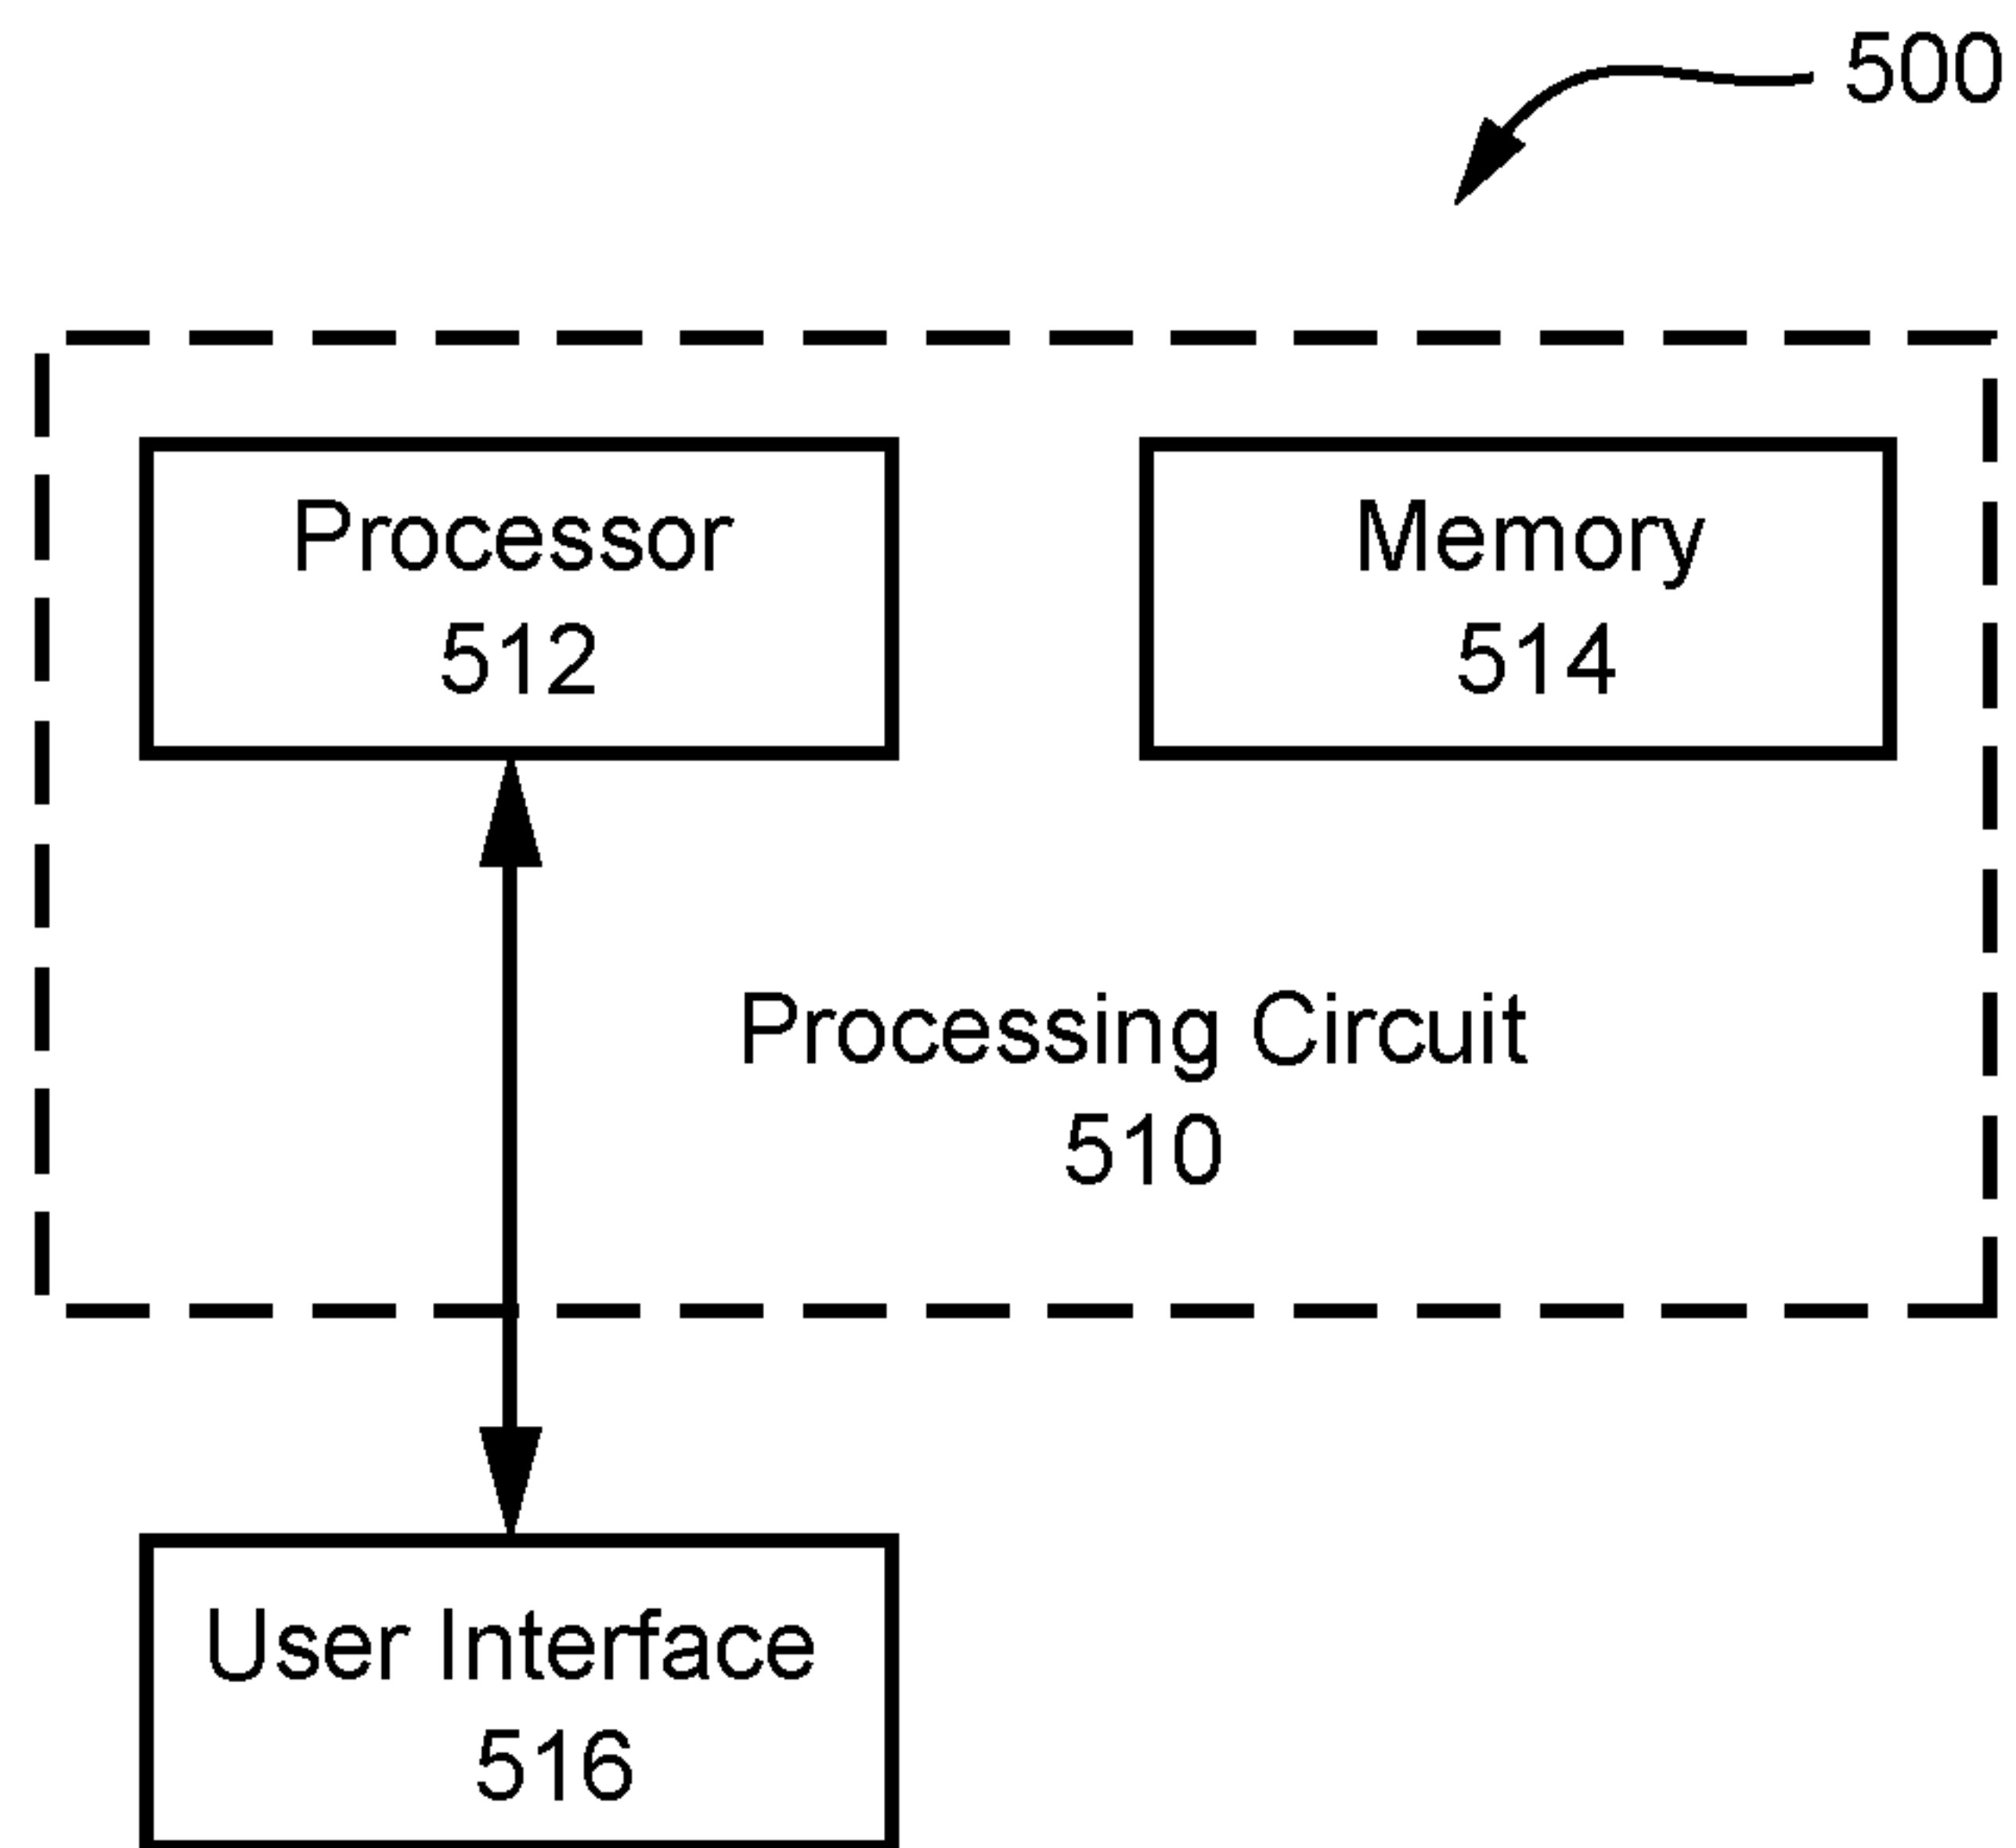 500
Processor
512
Memory
514
Processing Circuit
510
User Interface
516